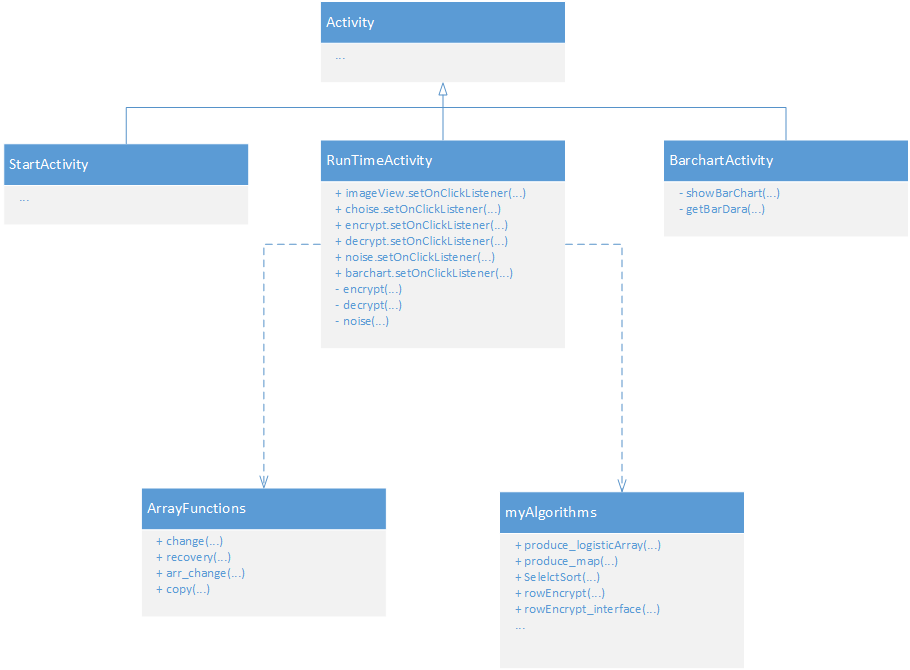 Activity
...
StartActivity
...
RunTimeActivity
+ imageView.setOnClickListener(...)
+ choise.setOnClickListener(...)
+ encrypt.setOnClickListener(...)
+ decrypt.setOnClickListener(...)
+ noise.setOnClickListener(...)
+ barchart.setOnClickListener(...)
- encrypt(...)
- decrypt(...)
- noise(...)
BarchartActivity
- showBarChart(...)
- getBarDara(...)
ArrayFunctions
+ change(...)
+ recovery(...)
+ arr_change(...)
+ copy(...)
myAlgorithms
+ produce_logisticArray(...)
+ produce_map(...)
+ SelelctSort(...)
+ rowEncrypt(...)
+ rowEncrypt_interface(...)
...